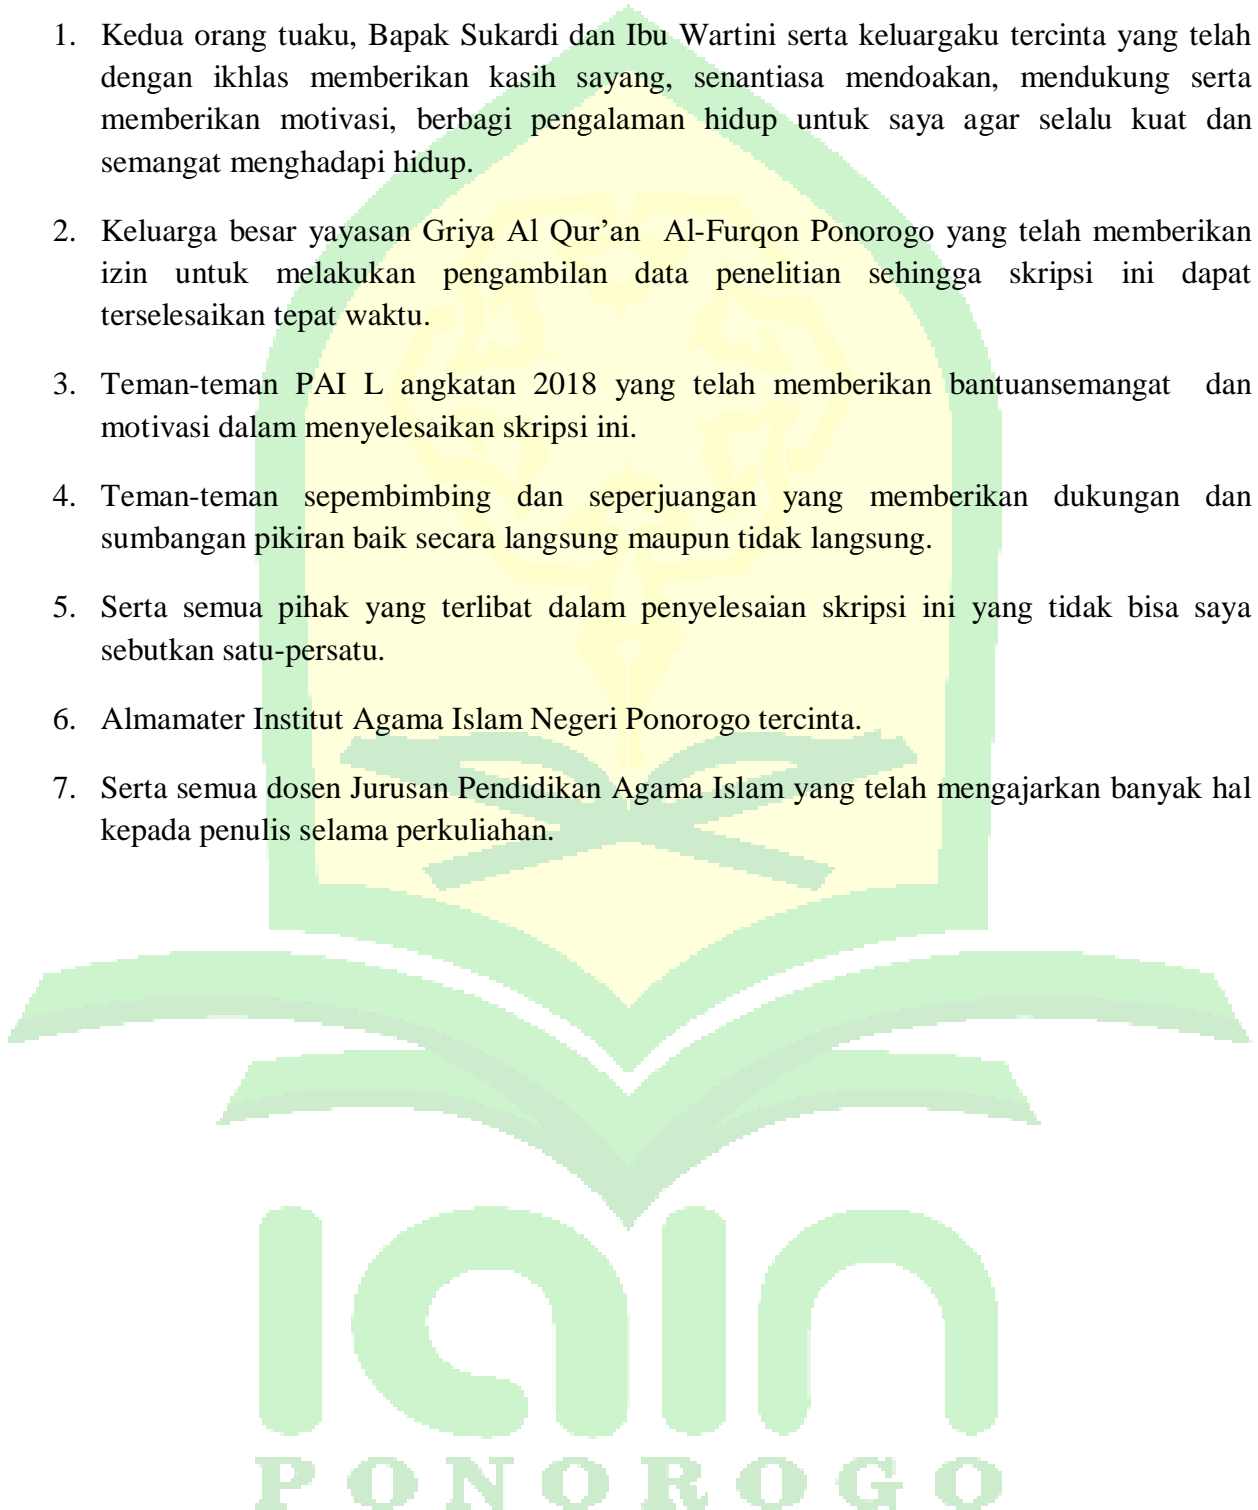 1. Kedua orang tuaku, Bapak Sukardi dan Ibu Wartini serta keluargaku tercinta yang telah
dengan ikhlas memberikan kasih sayang, senantiasa mendoakan, mendukung serta
memberikan motivasi, berbagi pengalaman hidup untuk saya agar selalu kuat dan
semangat menghadapi hidup.
2. Keluarga besar yayasan Griya Al Qur’an Al-Furqon Ponorogo yang telah memberikan
izin untuk melakukan pengambilan data penelitian sehingga skripsi ini dapat
terselesaikan tepat waktu.
3. Teman-teman PAI L angkatan 2018 yang telah memberikan bantuansemangat dan
motivasi dalam menyelesaikan skripsi ini.
4. Teman-teman sepembimbing dan seperjuangan yang memberikan dukungan dan
sumbangan pikiran baik secara langsung maupun tidak langsung.
5. Serta semua pihak yang terlibat dalam penyelesaian skripsi ini yang tidak bisa saya
sebutkan satu-persatu.
6. Almamater Institut Agama Islam Negeri Ponorogo tercinta.
7. Serta semua dosen Jurusan Pendidikan Agama Islam yang telah mengajarkan banyak hal
kepada penulis selama perkuliahan.
iain
PONOROGO